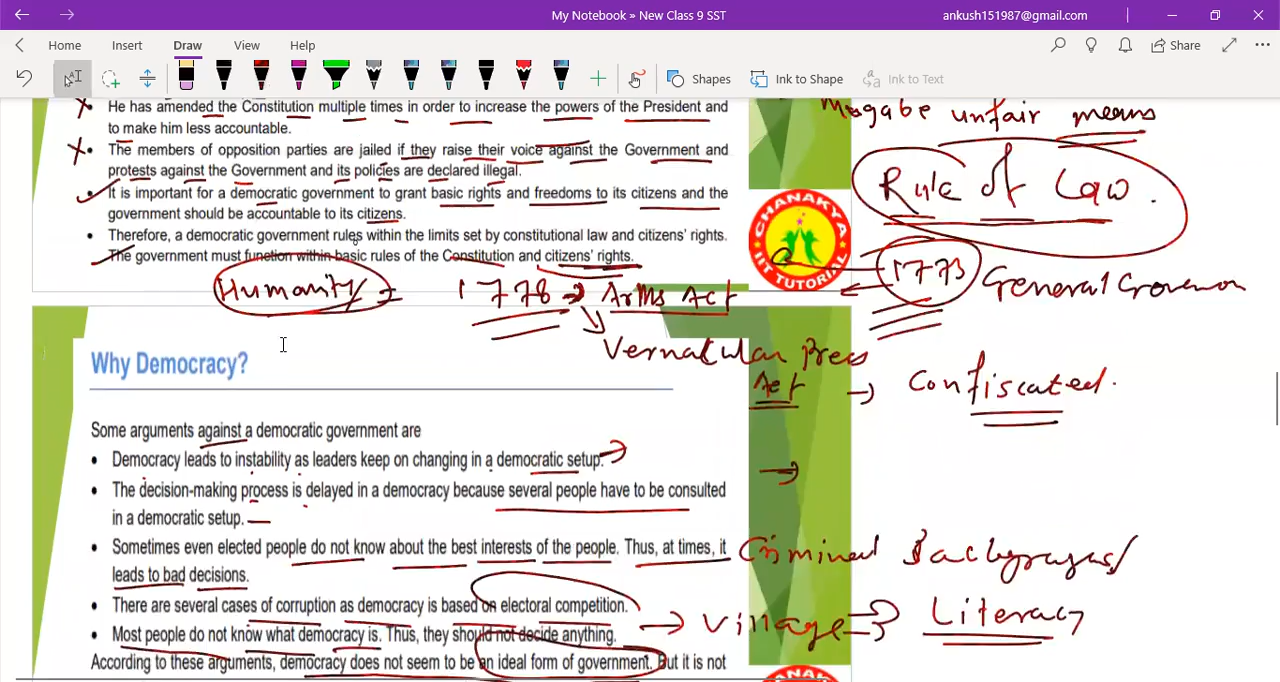 My Notebook » New Class 9 SST
ankush151987@gmail.com
Home Insert Draw View Help
Share
Shapes
Ink to Shape
Ink to Text
He has amended the Constitution multiple times in order to increase the powers of the President and
to make him less accountable.
The members of opposition parties are jailed if they raise their voice against the Government and
protests against the Government and its policies are declared illegal.
It is important for a democratic government to grant basic rights and freedoms to its citizens and the
government should be accountable to its citizens.
Therefore, a democratic government rules within the limits set by constitutional law and citizens' rights.
The government must function within basic rules of the Constitution and citizens' rights.
Mogabe unfair means
Rule of Law.
CHANAKYA
IIT TUTORIAL
1773 General Governor
Humanity 1778 → Arms Act
Vernacular Press
Act → Confiscated.
Why Democracy?
Some arguments against a democratic government are
• Democracy leads to instability as leaders keep on changing in a democratic setup.
• The decision-making process is delayed in a democracy because several people have to be consulted
in a democratic setup.
• Sometimes even elected people do not know about the best interests of the people. Thus, at times, it
leads to bad decisions.
• There are several cases of corruption as democracy is based on electoral competition.
• Most people do not know what democracy is. Thus, they should not decide anything.
According to these arguments, democracy does not seem to be an ideal form of government. But it is not
Criminal
→ Village → Literacy